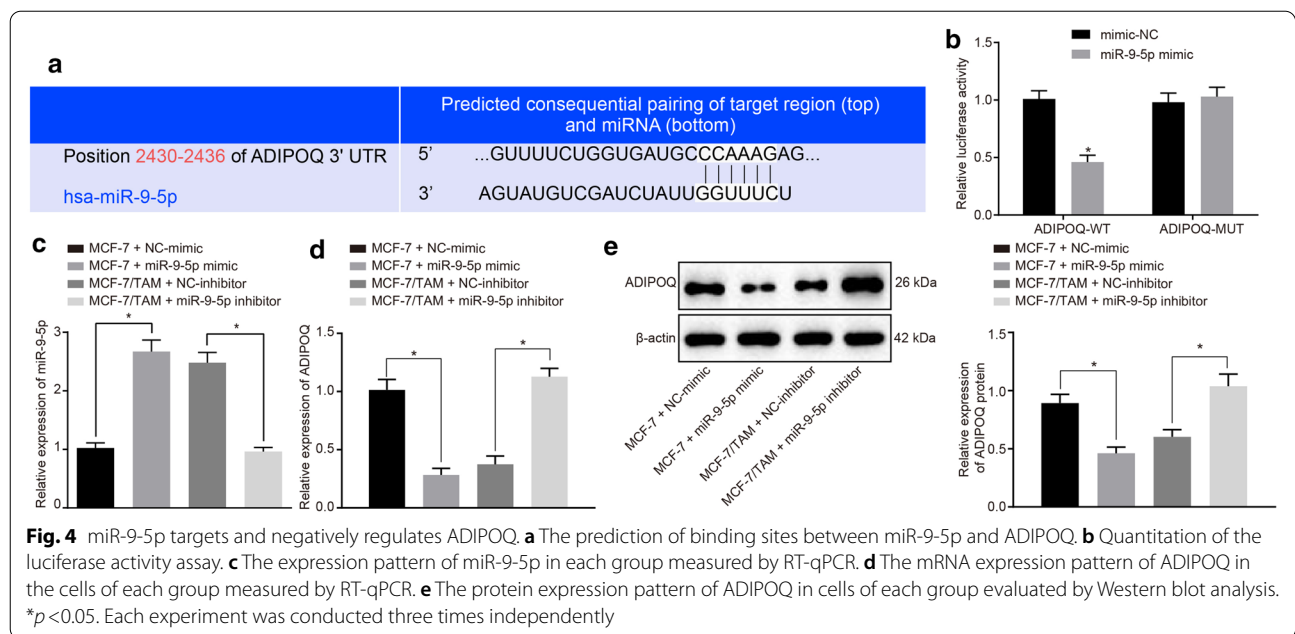 a
Predicted consequential pairing of target region (top)
and miRNA (bottom)
Position 2430-2436 of ADIPOQ 3' UTR
5' ...GUUUUCUGGUGAUGCCCAAAGAG...
hsa-miR-9-5p
3' AGUAUGUCGAUCUAUUGGUUUCU
b
mimic-NC
miR-9-5p mimic
Relative luciferase activity
1.5
1.0
0.5
0.0
*
ADIPOQ-WT
ADIPOQ-MUT
c
MCF-7 + NC-mimic
MCF-7 + miR-9-5p mimic
MCF-7/TAM + NC-inhibitor
MCF-7/TAM + miR-9-5p inhibitor
Relative expression of miR-9-5p
3
2
1
0
*
*
d
MCF-7 + NC-mimic
MCF-7 + miR-9-5p mimic
MCF-7/TAM + NC-inhibitor
MCF-7/TAM + miR-9-5p inhibitor
Relative expression of ADIPOQ
1.5
1.0
0.5
0.0
*
*
e
ADIPOQ
26 kDa
β-actin
42 kDa
MCF-7 + NC-mimic
MCF-7 + miR-9-5p mimic
MCF-7/TAM + NC-inhibitor
MCF-7/TAM + miR-9-5p inhibitor
MCF-7 + NC-mimic
MCF-7 + miR-9-5p mimic
MCF-7/TAM + NC-inhibitor
MCF-7/TAM + miR-9-5p inhibitor
Relative expression
of ADIPOQ protein
1.5
1.0
0.5
0.0
*
*
Fig. 4 miR-9-5p targets and negatively regulates ADIPOQ. a The prediction of binding sites between miR-9-5p and ADIPOQ. b Quantitation of the
luciferase activity assay. c The expression pattern of miR-9-5p in each group measured by RT-qPCR. d The mRNA expression pattern of ADIPOQ in
the cells of each group measured by RT-qPCR. e The protein expression pattern of ADIPOQ in cells of each group evaluated by Western blot analysis.
*p <0.05. Each experiment was conducted three times independently